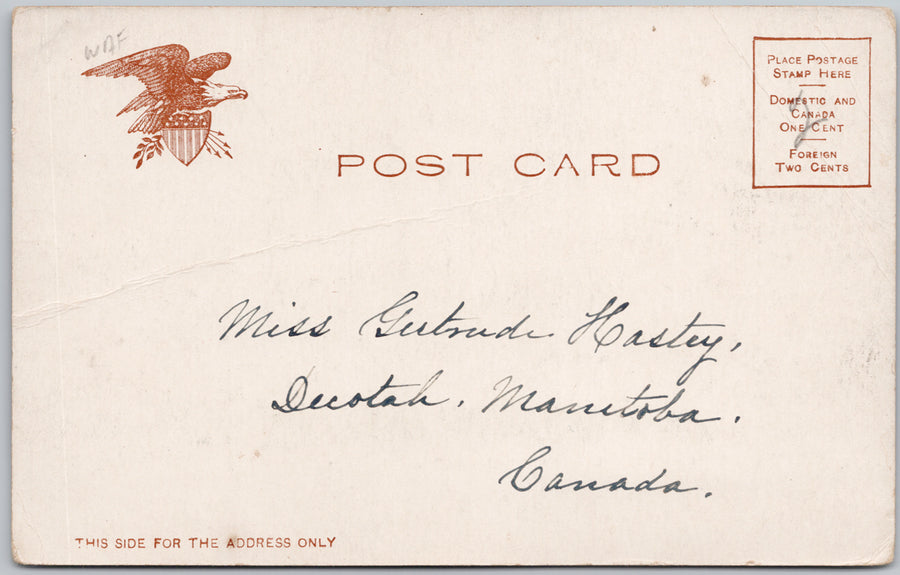 WAF
POST CARD
PLACE POSTAGE
STAMP HERE
DOMESTIC AND
CANADA
ONE CENT
FOREIGN
TWO CENTS
2
Miss Gertrude Hastey,
Decotah, Manitoba.
Canada.
THIS SIDE FOR THE ADDRESS ONLY